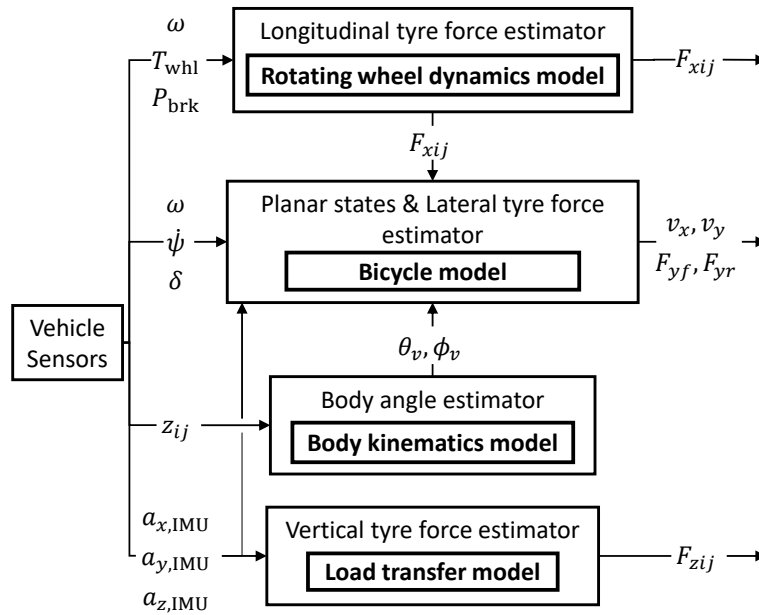 ω
T_whl
P_brk
Longitudinal tyre force estimator
Rotating wheel dynamics model
F_xij
F_xij
ω
ψ̇
δ
Planar states & Lateral tyre force
estimator
Bicycle model
v_x, v_y
F_yf, F_yr
Vehicle
Sensors
θ_v, ϕ_v
z_ij
Body angle estimator
Body kinematics model
a_x,IMU
a_y,IMU
a_z,IMU
Vertical tyre force estimator
Load transfer model
F_zij